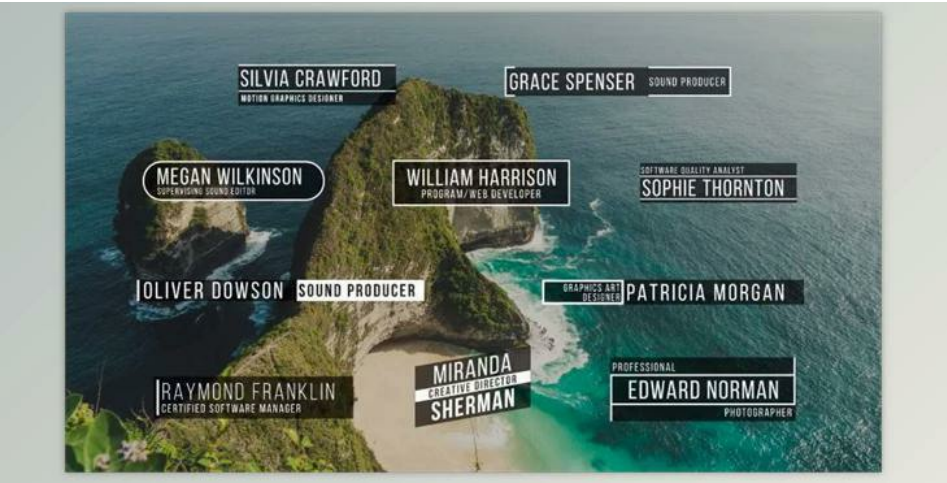 SILVIA CRAWFORD
MOTION GRAPHICS DESIGNER
GRACE SPENSER SOUND PRODUCER
MEGAN WILKINSON
SUPERVISING SOUND EDITOR
WILLIAM HARRISON
PROGRAM/WEB DEVELOPER
SOFTWARE QUALITY ANALYST
SOPHIE THORNTON
OLIVER DOWSON SOUND PRODUCER
GRAPHICS ART
DESIGNER
PATRICIA MORGAN
RAYMOND FRANKLIN
CERTIFIED SOFTWARE MANAGER
MIRANDA
CREATIVE DIRECTOR
SHERMAN
PROFESSIONAL
EDWARD NORMAN
PHOTOGRAPHER